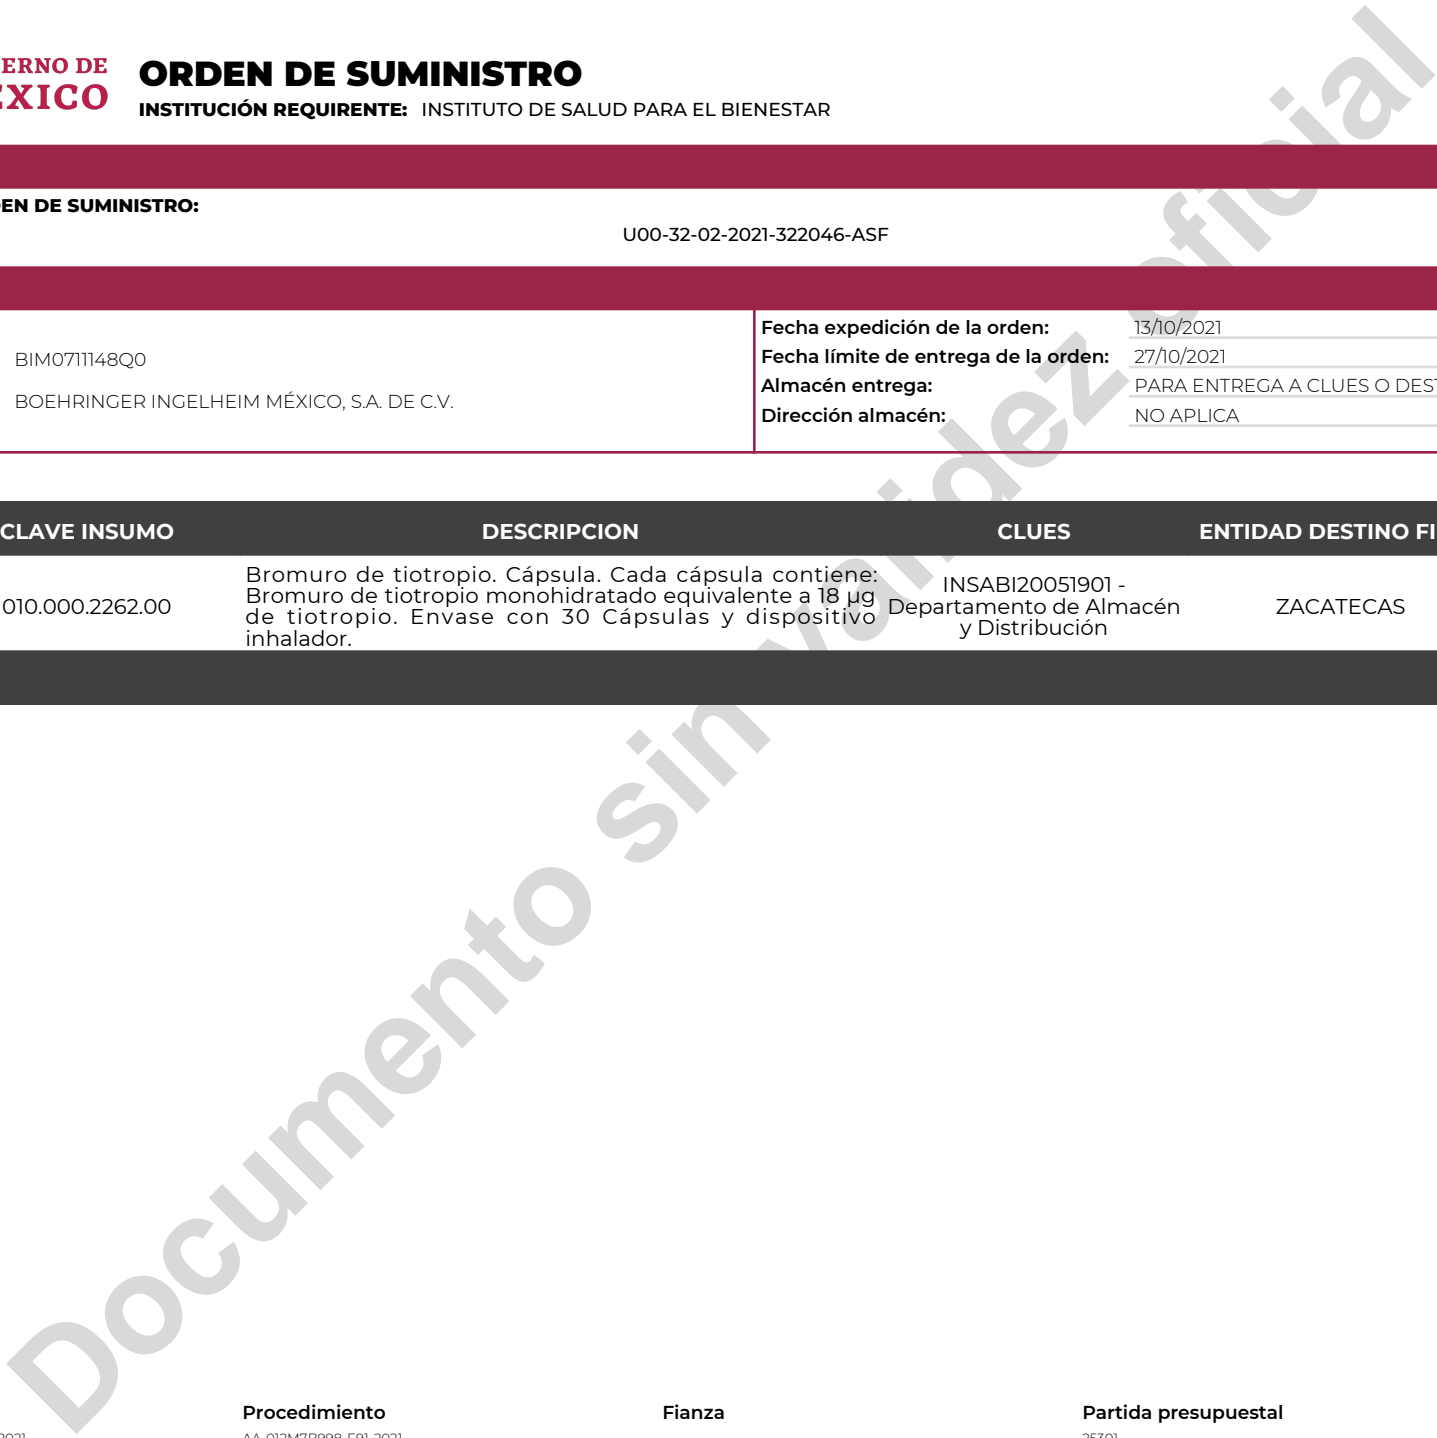 ERNO DE
ÉXICO
ORDEN DE SUMINISTRO
INSTITUCIÓN REQUIRENTE: INSTITUTO DE SALUD PARA EL BIENESTAR
EN DE SUMINISTRO:
U00-32-02-2021-322046-ASF
BIM0711148Q0
BOEHRINGER INGELHEIM MÉXICO, S.A. DE C.V.
Fecha expedición de la orden: 13/10/2021
Fecha límite de entrega de la orden: 27/10/2021
Almacén entrega: PARA ENTREGA A CLUES O DEST
Dirección almacén: NO APLICA
CLAVE INSUMO DESCRIPCION CLUES ENTIDAD DESTINO FI
010.000.2262.00
Bromuro de tiotropio. Cápsula. Cada cápsula contiene:
Bromuro de tiotropio monohidratado equivalente a 18 µg
de tiotropio. Envase con 30 Cápsulas y dispositivo
inhalador.
INSABI20051901 -
Departamento de Almacén
y Distribución
ZACATECAS
Documento sin validez oficial
Procedimiento Fianza Partida presupuestal